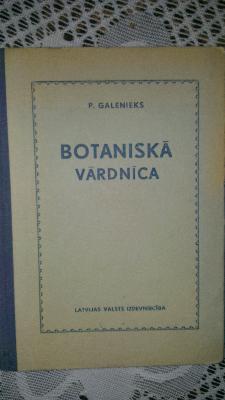 P. GALENIEKS
BOTANISKĀ
VĀRDNĪCA
LATVIJAS VALSTS IZDEVNIECĪBA